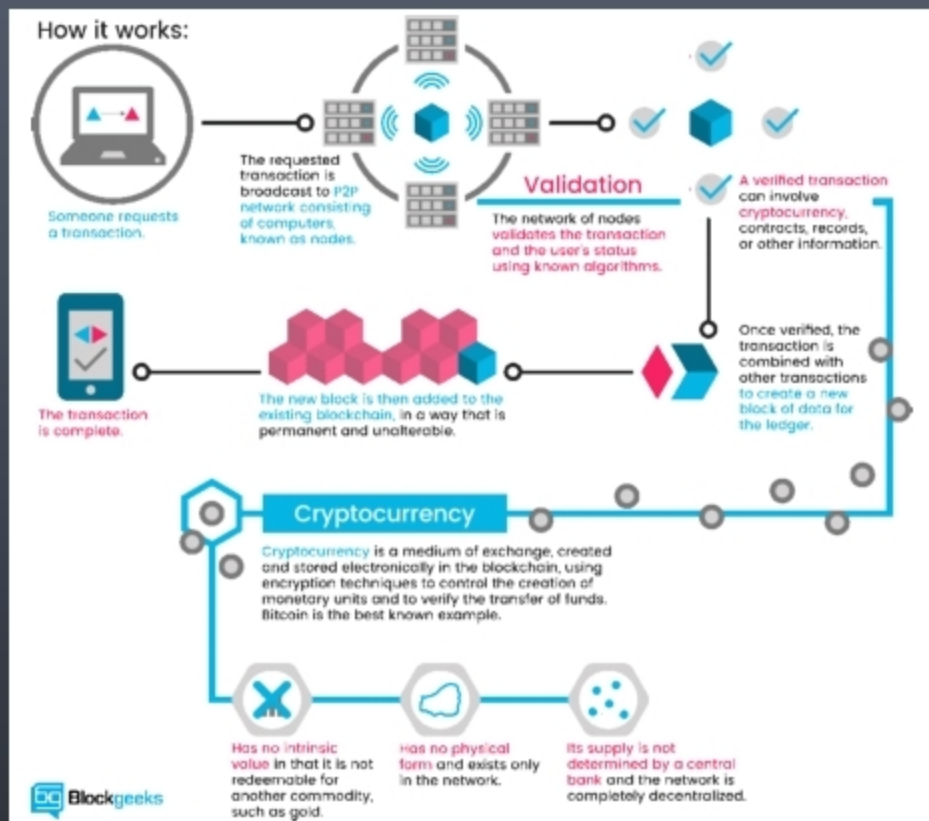 How it works:
Someone requests
a transaction.
The requested
transaction is
broadcast to P2P
network consisting
of computers,
known as nodes.
Validation
The network of nodes
validates the transaction
and the user's status
using known algorithms.
A verified transaction
can involve
cryptocurrency,
contracts, records,
or other information.
Once verified, the
transaction is
combined with
other transactions
to create a new
block of data for
the ledger.
The new block is then added to the
existing blockchain, in a way that is
permanent and unalterable.
The transaction
is complete.
Cryptocurrency
Cryptocurrency is a medium of exchange, created
and stored electronically in the blockchain, using
encryption techniques to control the creation of
monetary units and to verify the transfer of funds.
Bitcoin is the best known example.
Has no intrinsic
value in that it is not
redeemable for
another commodity,
such as gold.
Has no physical
form and exists only
in the network.
Its supply is not
determined by a central
bank and the network is
completely decentralized.
bg Blockgeeks